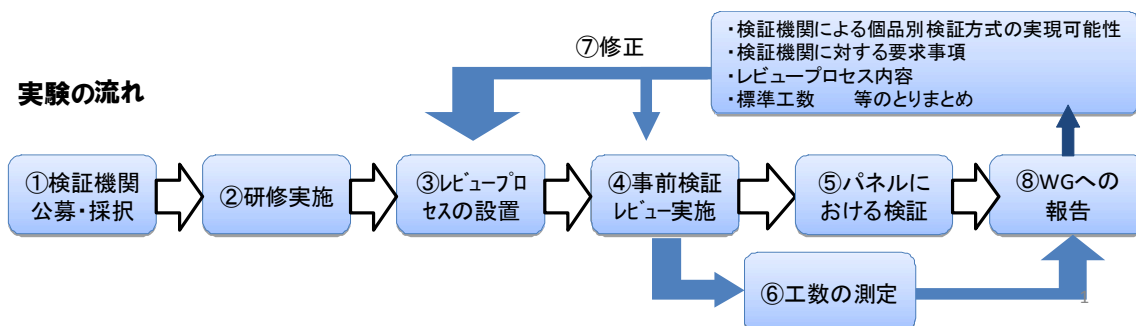 実験の流れ
⑦修正
・検証機関による個品別検証方式の実現可能性
・検証機関に対する要求事項
・レビュープロセス内容
・標準工数　　等のとりまとめ
①検証機関
公募・採択
②研修実施
③ﾚﾋﾞｭｰプロ
セスの設置
④事前検証
レビュー実施
⑤パネルに
おける検証
⑧WGへの
報告
⑥工数の測定
1